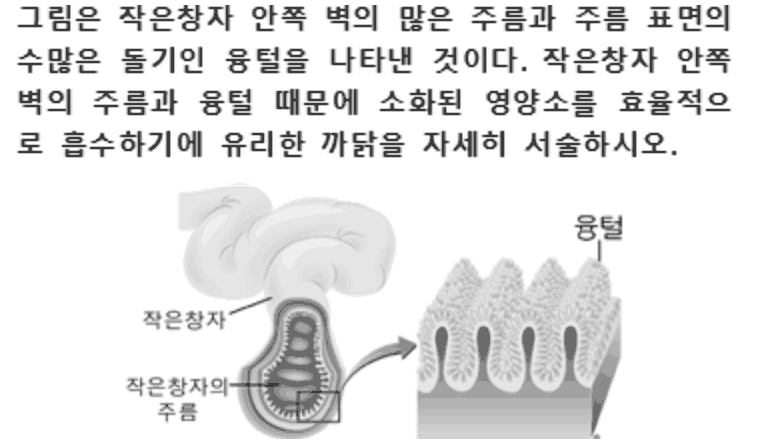 그림은 작은창자 안쪽 벽의 많은 주름과 주름 표면의
수많은 돌기인 융털을 나타낸 것이다. 작은창자 안쪽
벽의 주름과 융털 때문에 소화된 영양소를 효율적으
로 흡수하기에 유리한 까닭을 자세히 서술하시오.
융털
작은창자
작은창자의
주름